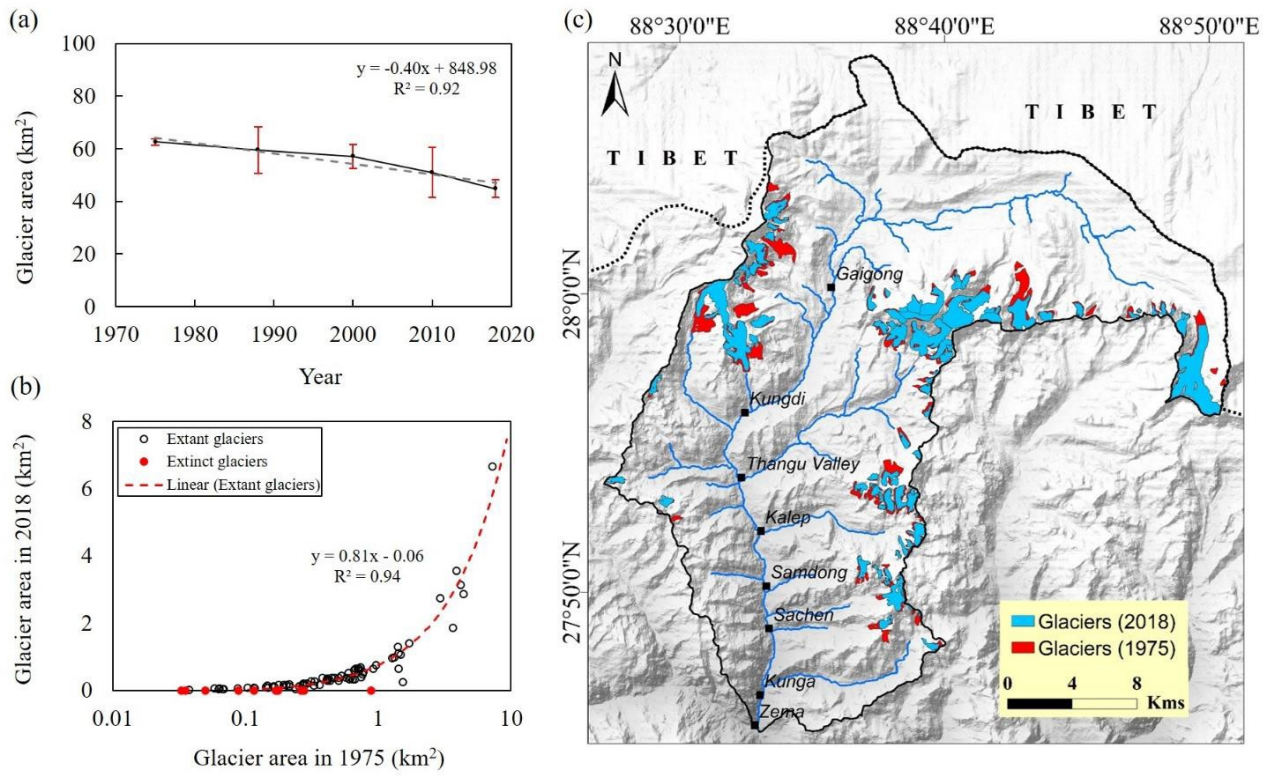 (a)
100
80
60
40
20
0
Glacier area (km²)
y = -0.40x + 848.98
R² = 0.92
1970 1980 1990 2000 2010 2020
Year
(b)
8
6
4
2
0
Glacier area in 2018 (km²)
Extant glaciers
Extinct glaciers
Linear (Extant glaciers)
y = 0.81x - 0.06
R² = 0.94
0.01 0.1 1 10
Glacier area in 1975 (km²)
(c)
88°30'0"E 88°40'0"E 88°50'0"E
N
TIBET
TIBET
28°0'0"N
27°50'0"N
Gaigong
Kungdi
Thangu Valley
Kalep
Samdong
Sachen
Kunga
Zema
Glaciers (2018)
Glaciers (1975)
0 4 8
Kms